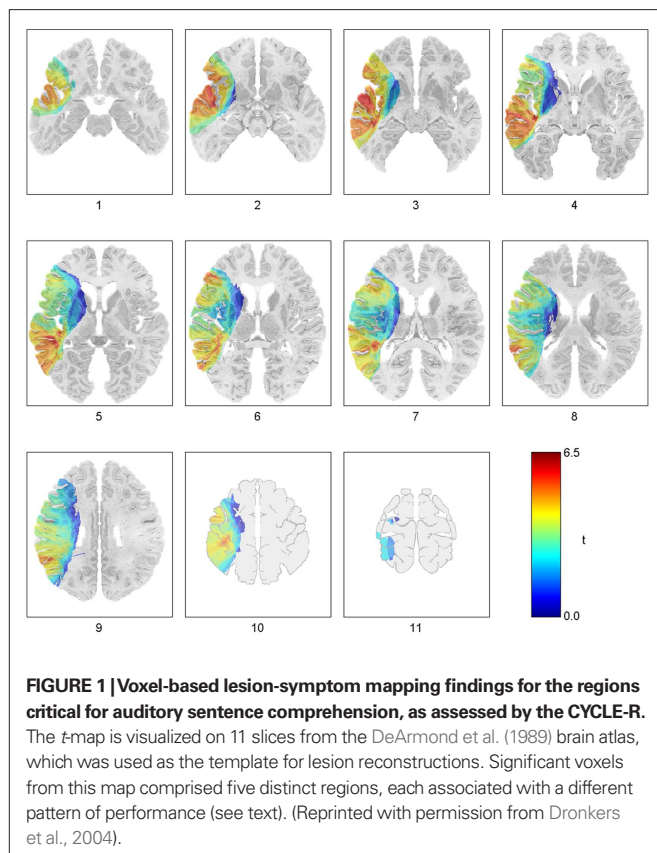 1
2
3
4
5
6
7
8
9
10
11
6.5
t
0.0
FIGURE 1 | Voxel-based lesion-symptom mapping findings for the regions
critical for auditory sentence comprehension, as assessed by the CYCLE-R.
The t-map is visualized on 11 slices from the DeArmond et al. (1989) brain atlas,
which was used as the template for lesion reconstructions. Significant voxels
from this map comprised five distinct regions, each associated with a different
pattern of performance (see text). (Reprinted with permission from Dronkers
et al., 2004).